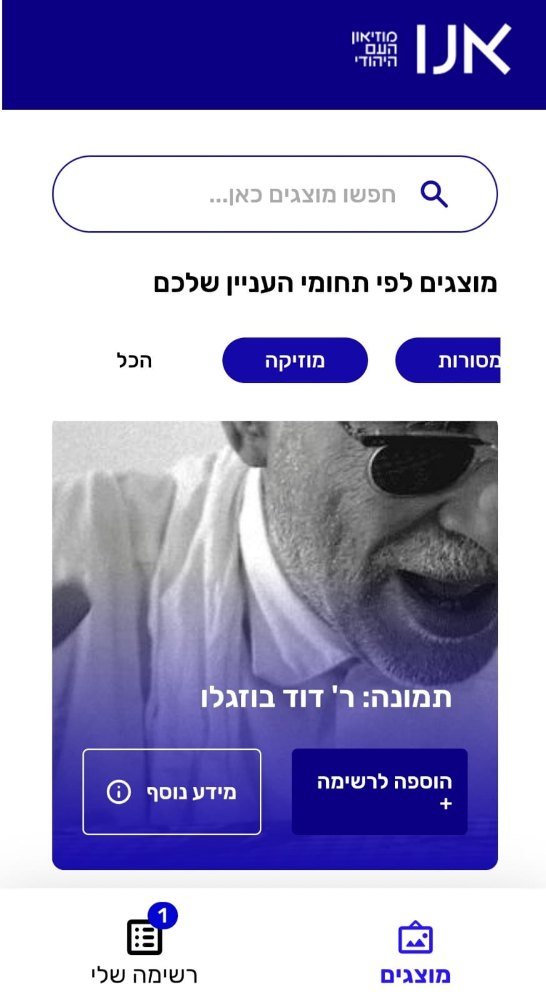 אנו
מוזיאון
העם
היהודי
חפשו מוצגים כאן...
מוצגים לפי תחומי העניין שלכם
מסורות
מוזיקה
הכל
תמונה: ר' דוד בוזגלו
הוספה לרשימה
+
מידע נוסף
מוצגים
1
רשימה שלי